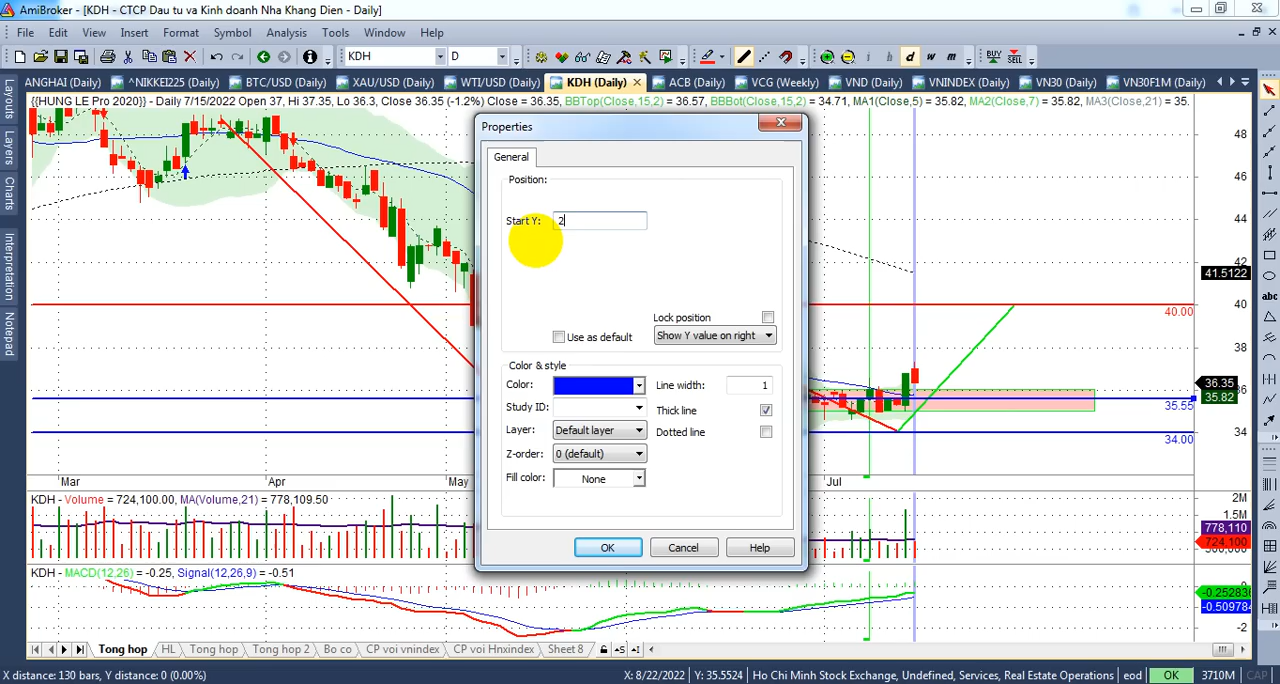 AmiBroker - [KDH - CTCP Dau tu va Kinh doanh Nha Khang Dien - Daily]
File Edit View Insert Format Symbol Analysis Tools Window Help
KDH D i h d w m BUY SELL
ANGHAI (Daily) ^NIKKEI225 (Daily) BTC/USD (Daily) XAU/USD (Daily) WTI/USD (Daily) KDH (Daily) ACB (Daily) VCG (Weekly) VND (Daily) VNINDEX (Daily) VN30 (Daily) VN30F1M (Daily)
{{HUNG LE Pro 2020}} - Daily 7/15/2022 Open 37, Hi 37.35, Lo 36.3, Close 36.35 (-1.2%) Close = 36.35, BBTop(Close,15,2) = 36.57, BBBot(Close,15,2) = 34.71, MA1(Close,5) = 35.82, MA2(Close,7) = 35.82, MA3(Close,21) = 35.
Layouts
Layers
Charts
Interpretation
Notepad
Properties
General
Position:
Start Y: 2
Lock position
Use as default Show Y value on right
Color & style
Color: Line width: 1
Study ID: Thick line
Layer: Default layer Dotted line
Z-order: 0 (default)
Fill color: None
OK Cancel Help
abc
48
46
44
42
41.5122
40
40.00
38
36.35
36
35.82
35.55
34
34.00
Mar Apr May Jul
KDH - Volume = 724,100.00, MA(Volume,21) = 778,109.50
2M
1.5M
778,110
724,100
KDH - MACD(12,26) = -0.25, Signal(12,26,9) = -0.51
0
-0.252836
-0.509784
-2
Tong hop HL Tong hop Tong hop 2 Bo co CP voi vnindex CP voi Hnxindex Sheet 8
X distance: 130 bars, Y distance: 0 (0.00%) X: 8/22/2022 Y: 35.5524 Ho Chi Minh Stock Exchange, Undefined, Services, Real Estate Operations eod OK 3710M CAP